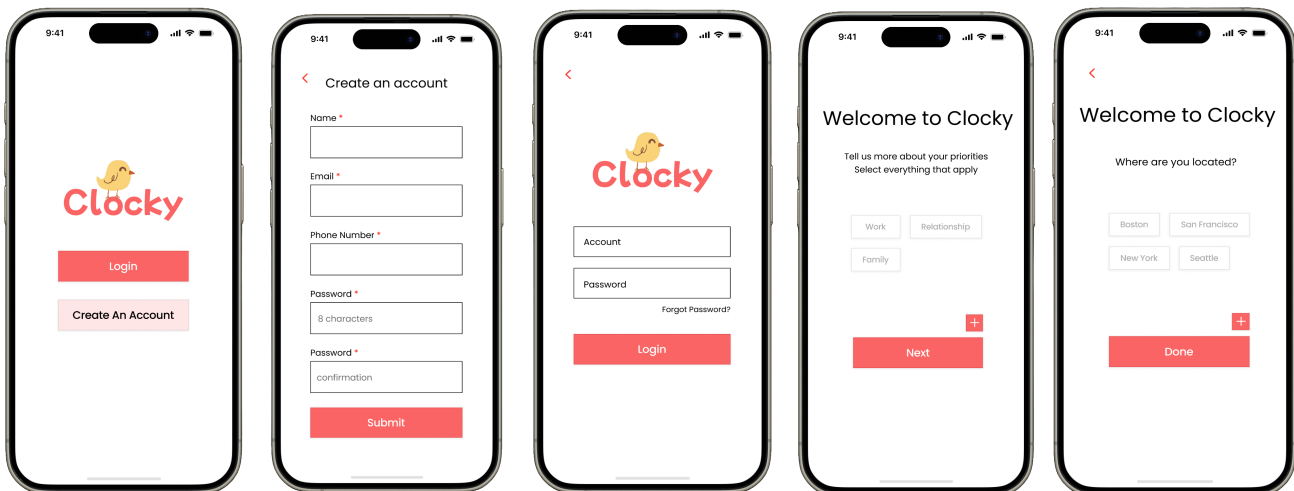 9:41
Clocky
Login
Create An Account
9:41
Create an account
Name *
Email *
Phone Number *
Password *
8 characters
Password *
confirmation
Submit
9:41
Clocky
Account
Password
Forgot Password?
Login
9:41
Welcome to Clocky
Tell us more about your priorities
Select everything that apply
Work
Relationship
Family
+
Next
9:41
Welcome to Clocky
Where are you located?
Boston
San Francisco
New York
Seattle
+
Done